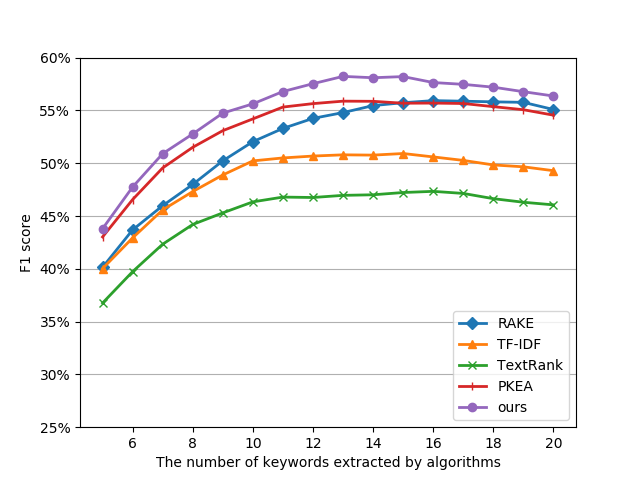 60%
55%
50%
45%
40%
35%
30%
25%
F1 score
6
8
10
12
14
16
18
20
The number of keywords extracted by algorithms
RAKE
TF-IDF
TextRank
PKEA
ours